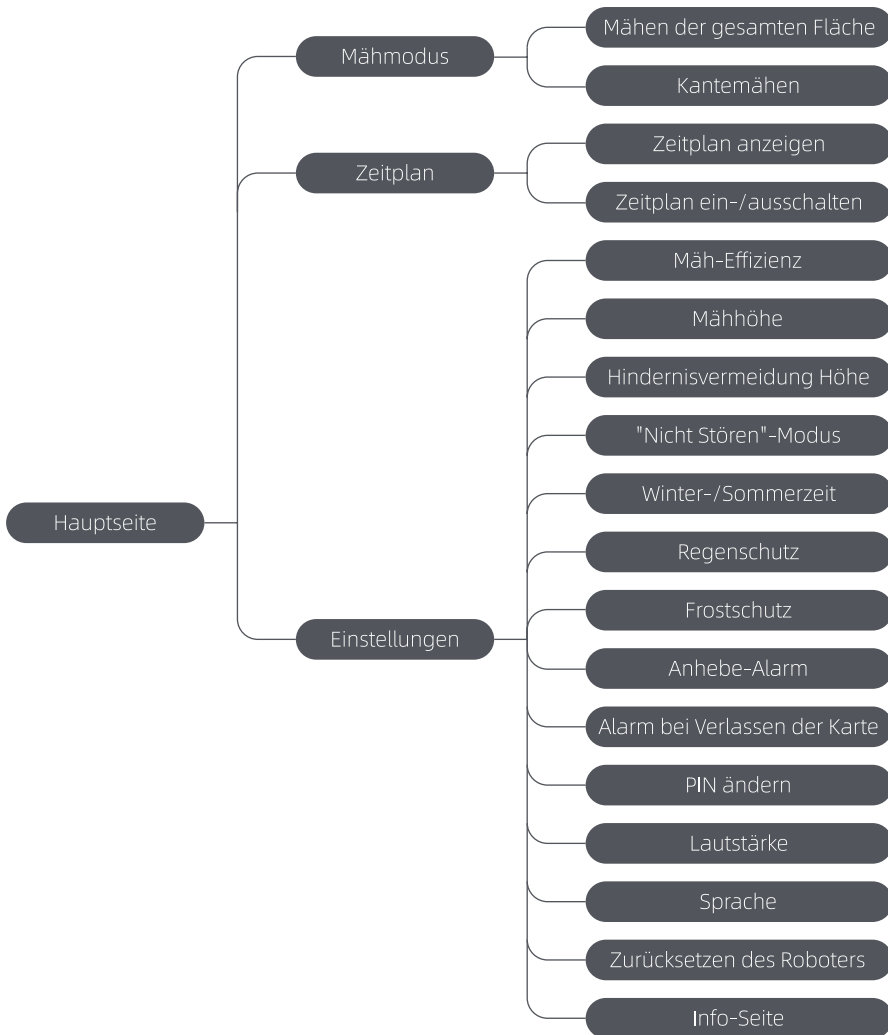 Hauptseite
Mähmodus
Mähen der gesamten Fläche
Kantemähen
Zeitplan
Zeitplan anzeigen
Zeitplan ein-/ausschalten
Einstellungen
Mäh-Effizienz
Mähhöhe
Hindernisvermeidung Höhe
"Nicht Stören"-Modus
Winter-/Sommerzeit
Regenschutz
Frostschutz
Anhebe-Alarm
Alarm bei Verlassen der Karte
PIN ändern
Lautstärke
Sprache
Zurücksetzen des Roboters
Info-Seite